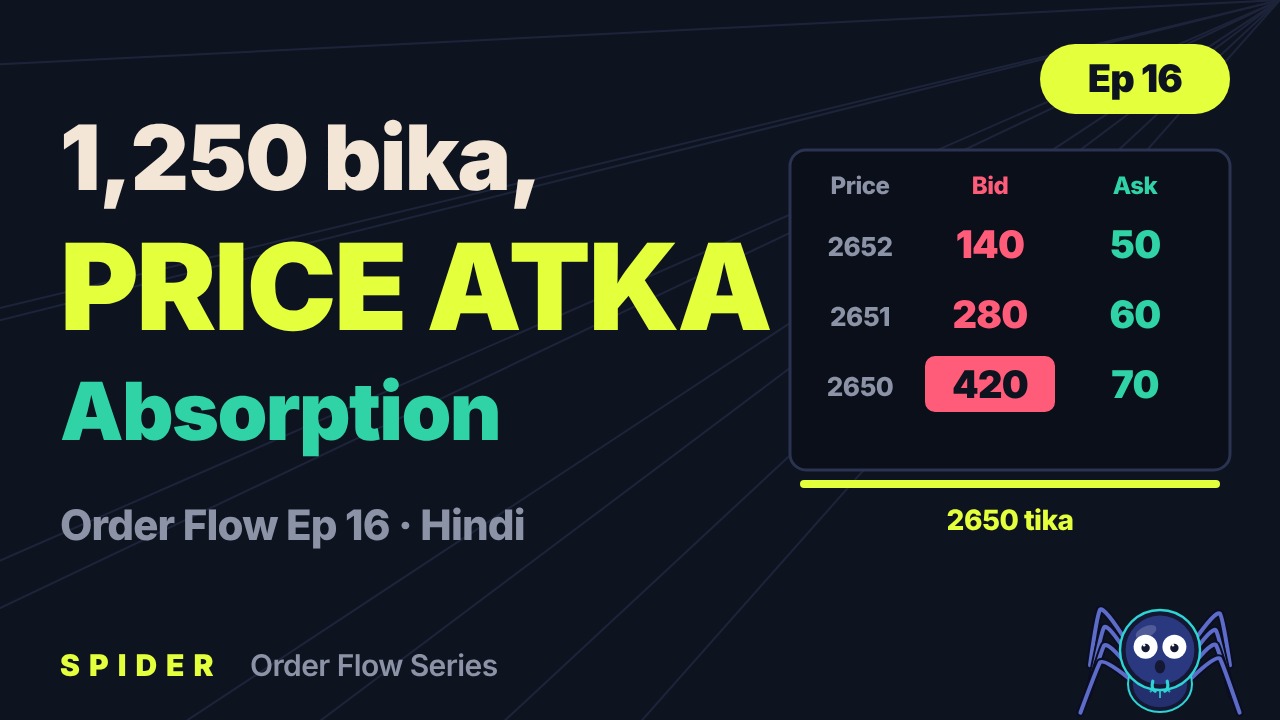 Ep 16
1,250 bika,
PRICE ATKA
Absorption
Order Flow Ep 16 · Hindi
Price Bid Ask
2652 140 50
2651 280 60
2650 420 70
2650 tika
SPIDER Order Flow Series